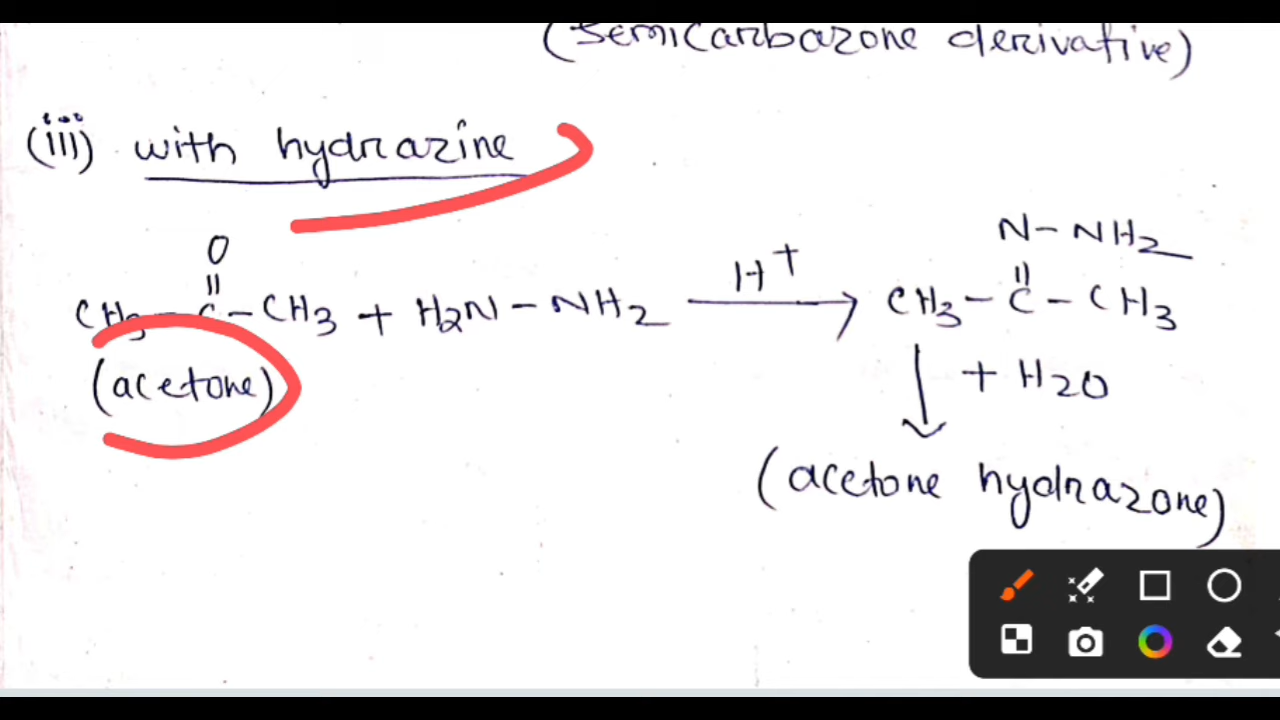 (semicarbazone derivative)
(iii) with hydrazine
O
N-NH2
||
||
CH3-C-CH3 + H2N-NH2 H+ CH3-C-CH3
(acetone)
+ H2O
(acetone hydrazone)